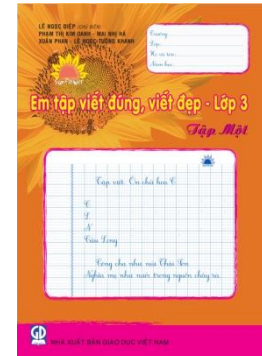 LÊ NGỌC ĐIỆP (CHỦ BIÊN)
PHẠM THỊ KIM OANH - MAI NHỊ HÀ
XUÂN PHAN - LÊ NGỌC TƯỜNG KHANH
Trường:
Lớp:
Họ và tên:
Năm học:
Em tập viết đúng, viết đẹp - Lớp 3
Tập Một
Tập viết: Ôn chữ hoa C
C
L
N
Cửu Long
Công cha như núi Thái Sơn
Nghĩa mẹ như nước trong nguồn chảy ra.
NHÀ XUẤT BẢN GIÁO DỤC VIỆT NAM